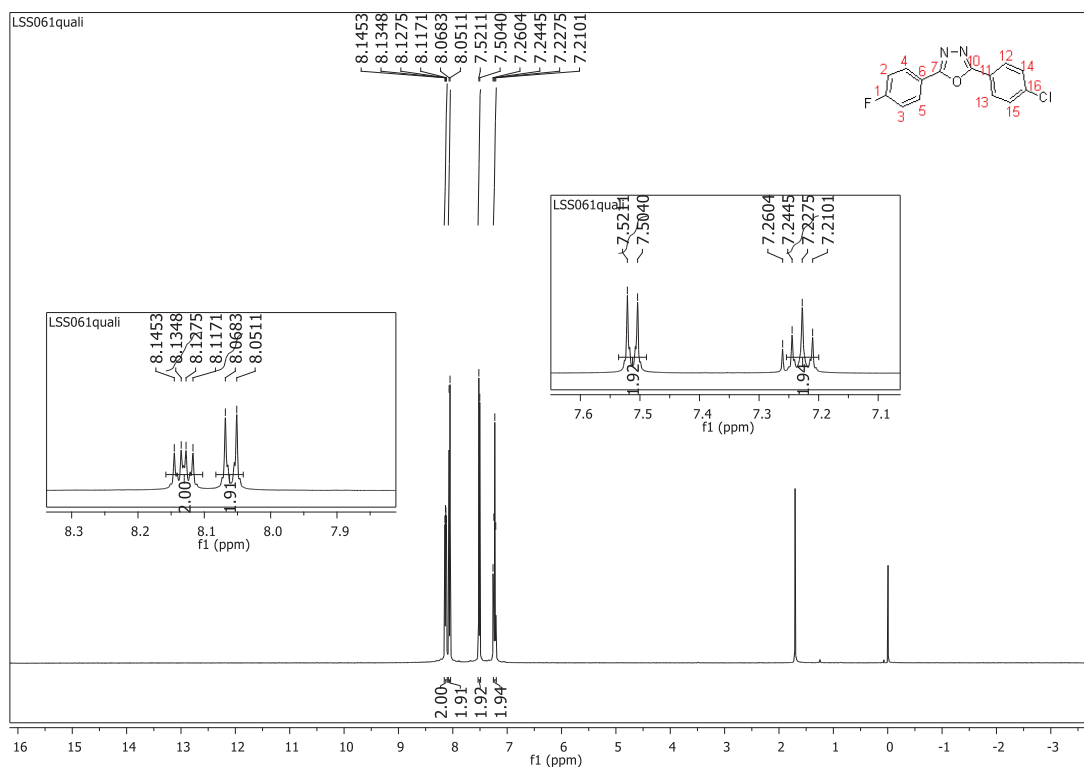 LSS061quali
8.1453
8.1348
8.1275
8.1171
8.0683
8.0511
7.5211
7.5040
7.2604
7.2445
7.2275
7.2101
N N
4 12
2 6 7 10 11 14
O 16
F 1 Cl
3 5 13 15
LSS061quali
7.5211
7.5040
7.2604
7.2445
7.2275
7.2101
1.92
1.94
7.6 7.5 7.4 7.3 7.2 7.1
f1 (ppm)
LSS061quali
8.1453
8.1348
8.1275
8.1171
8.0683
8.0511
2.00
1.91
8.3 8.2 8.1 8.0 7.9
f1 (ppm)
2.00
1.91
1.92
1.94
16 15 14 13 12 11 10 9 8 7 6 5 4 3 2 1 0 -1 -2 -3
f1 (ppm)